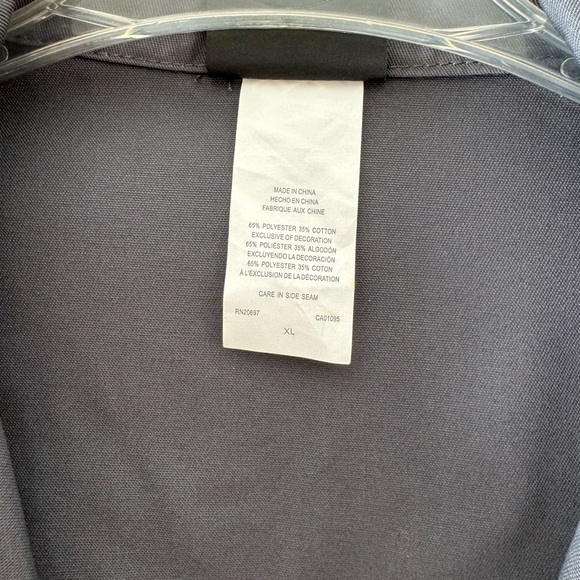 MADE IN CHINA
HECHO EN CHINA
FABRIQUE AUX CHINE
65% POLYESTER 35% COTTON
EXCLUSIVE OF DECORATION
65% POLIÉSTER 35% ALGODÓN
EXCLUYENDO LA DECORACIÓN
65% POLYESTER 35% COTON
À L'EXCLUSION DE LA DÉCORATION
CARE IN SIDE SEAM
RN20697 CA01095
XL